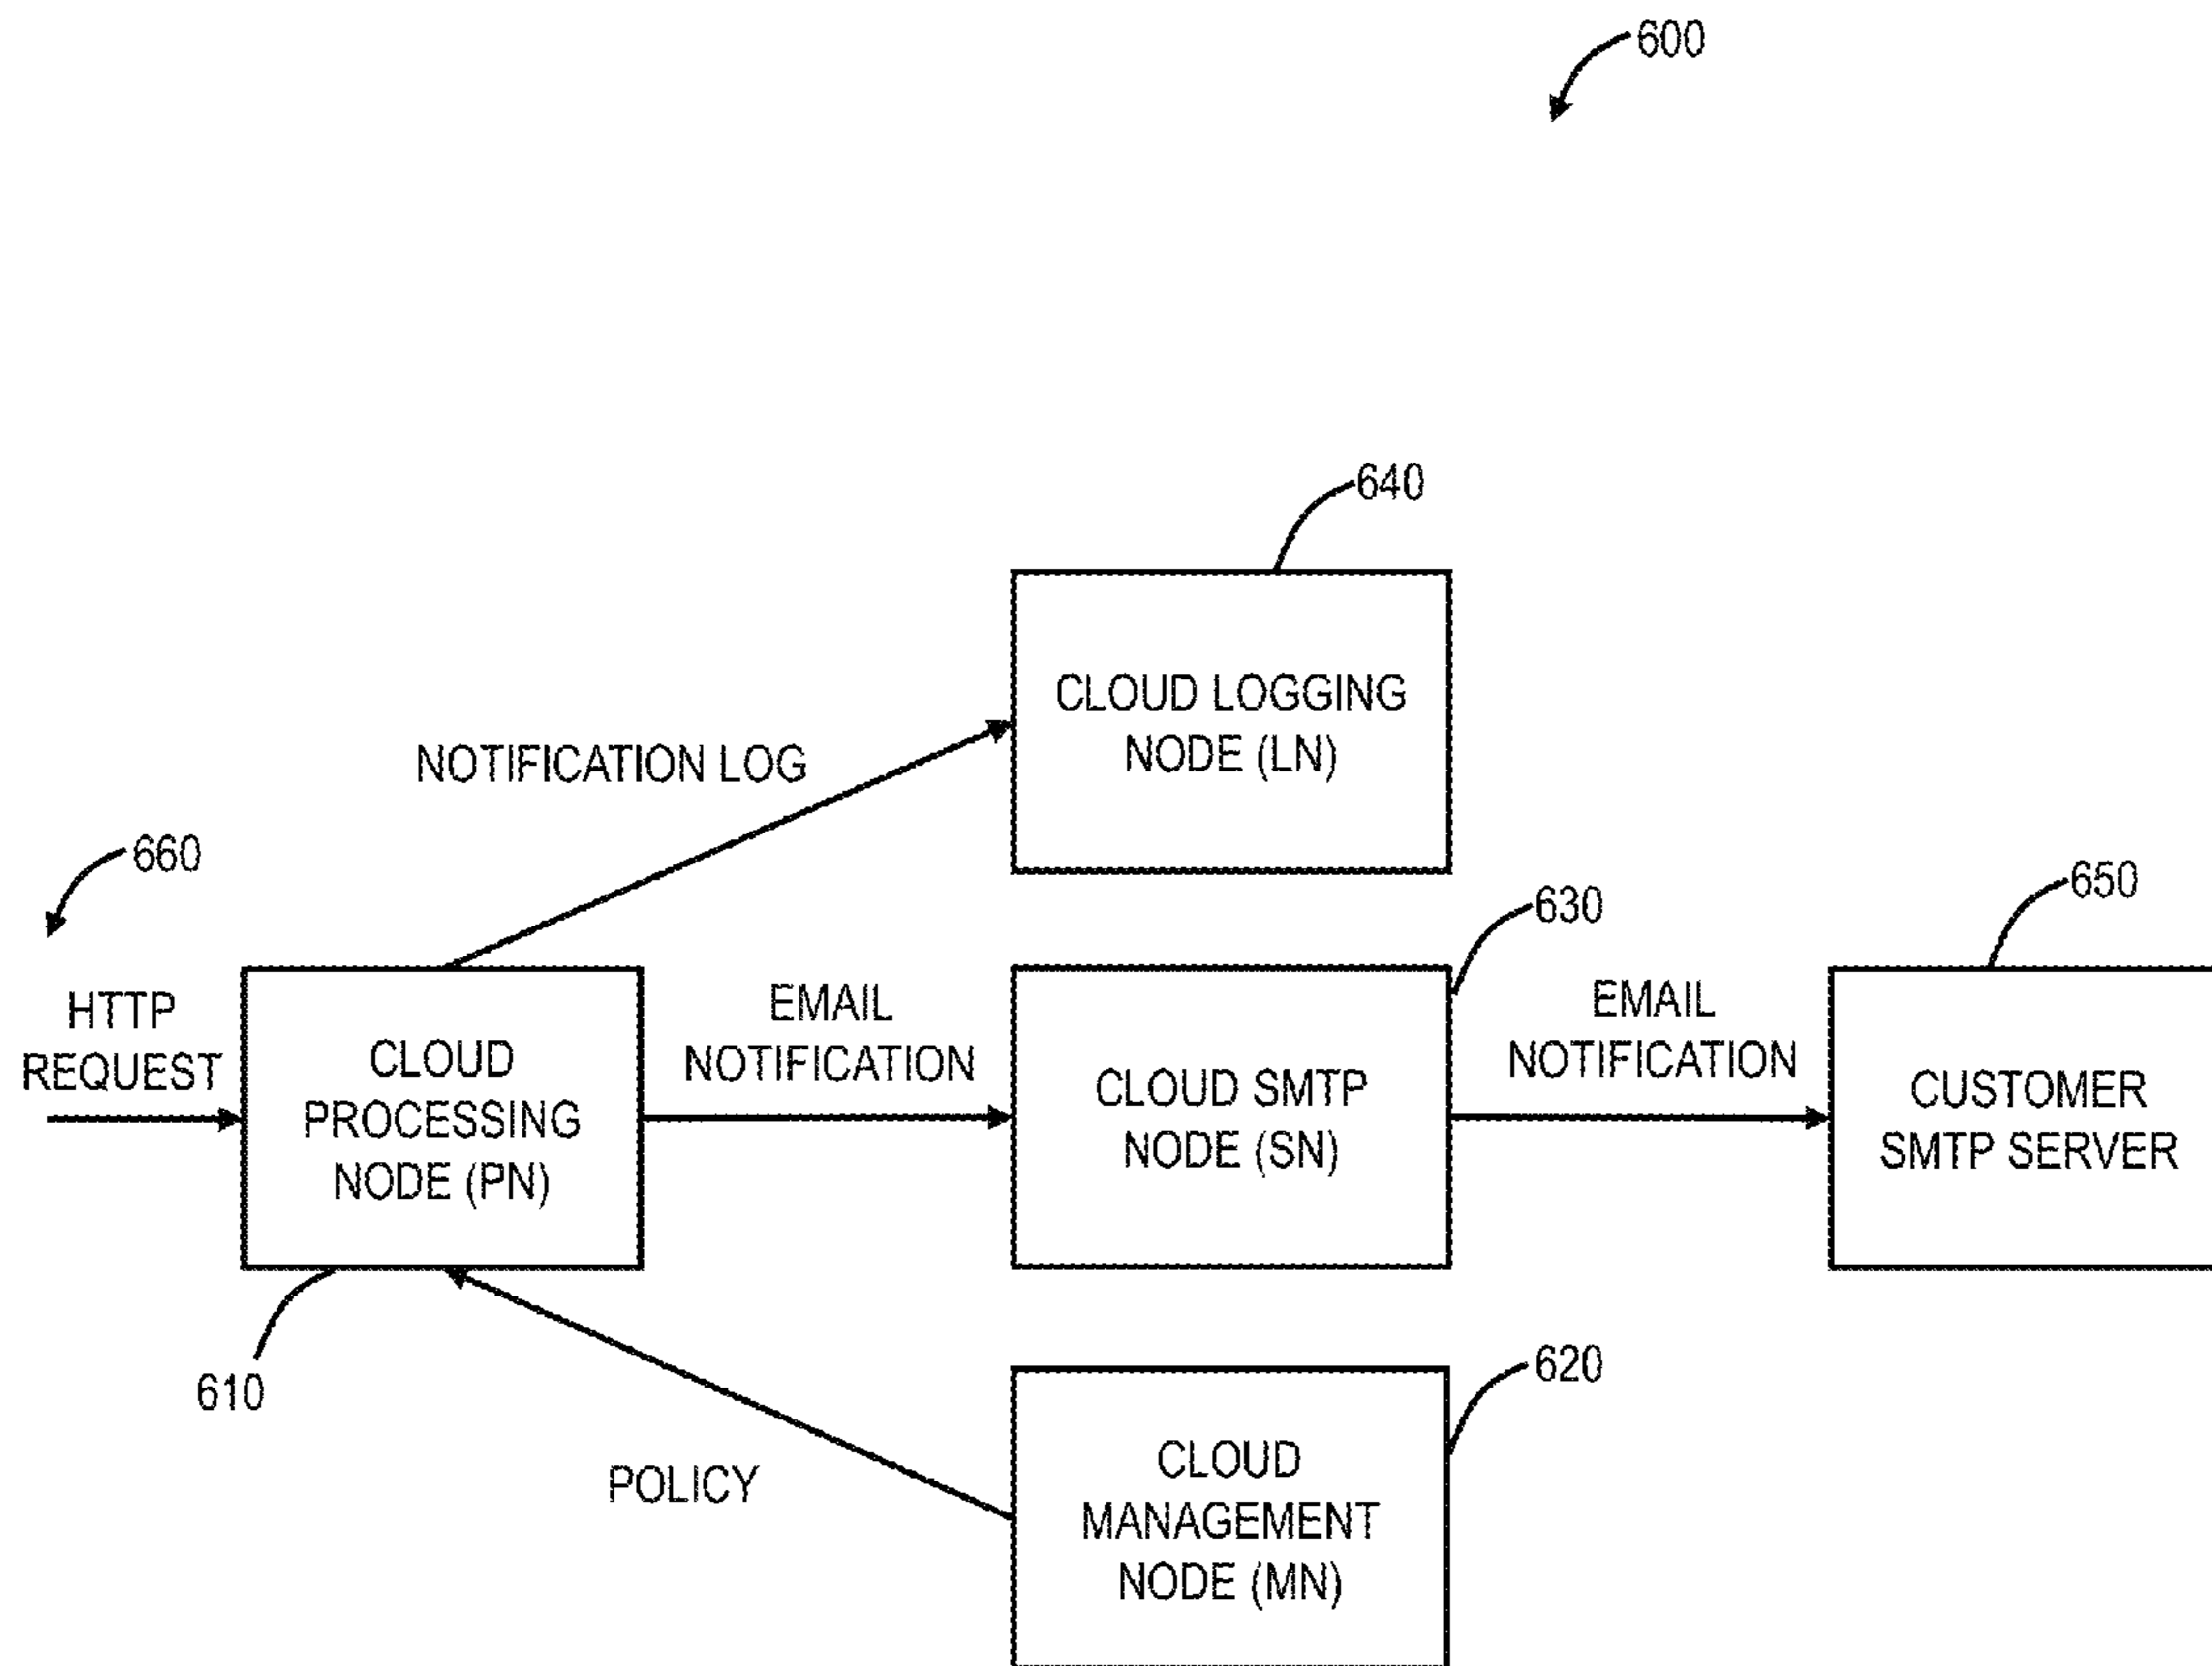 600
640
CLOUD LOGGING
NODE (LN)
NOTIFICATION LOG
660
HTTP
REQUEST
CLOUD
PROCESSING
NODE (PN)
610
EMAIL
NOTIFICATION
630
CLOUD SMTP
NODE (SN)
EMAIL
NOTIFICATION
650
CUSTOMER
SMTP SERVER
POLICY
620
CLOUD
MANAGEMENT
NODE (MN)